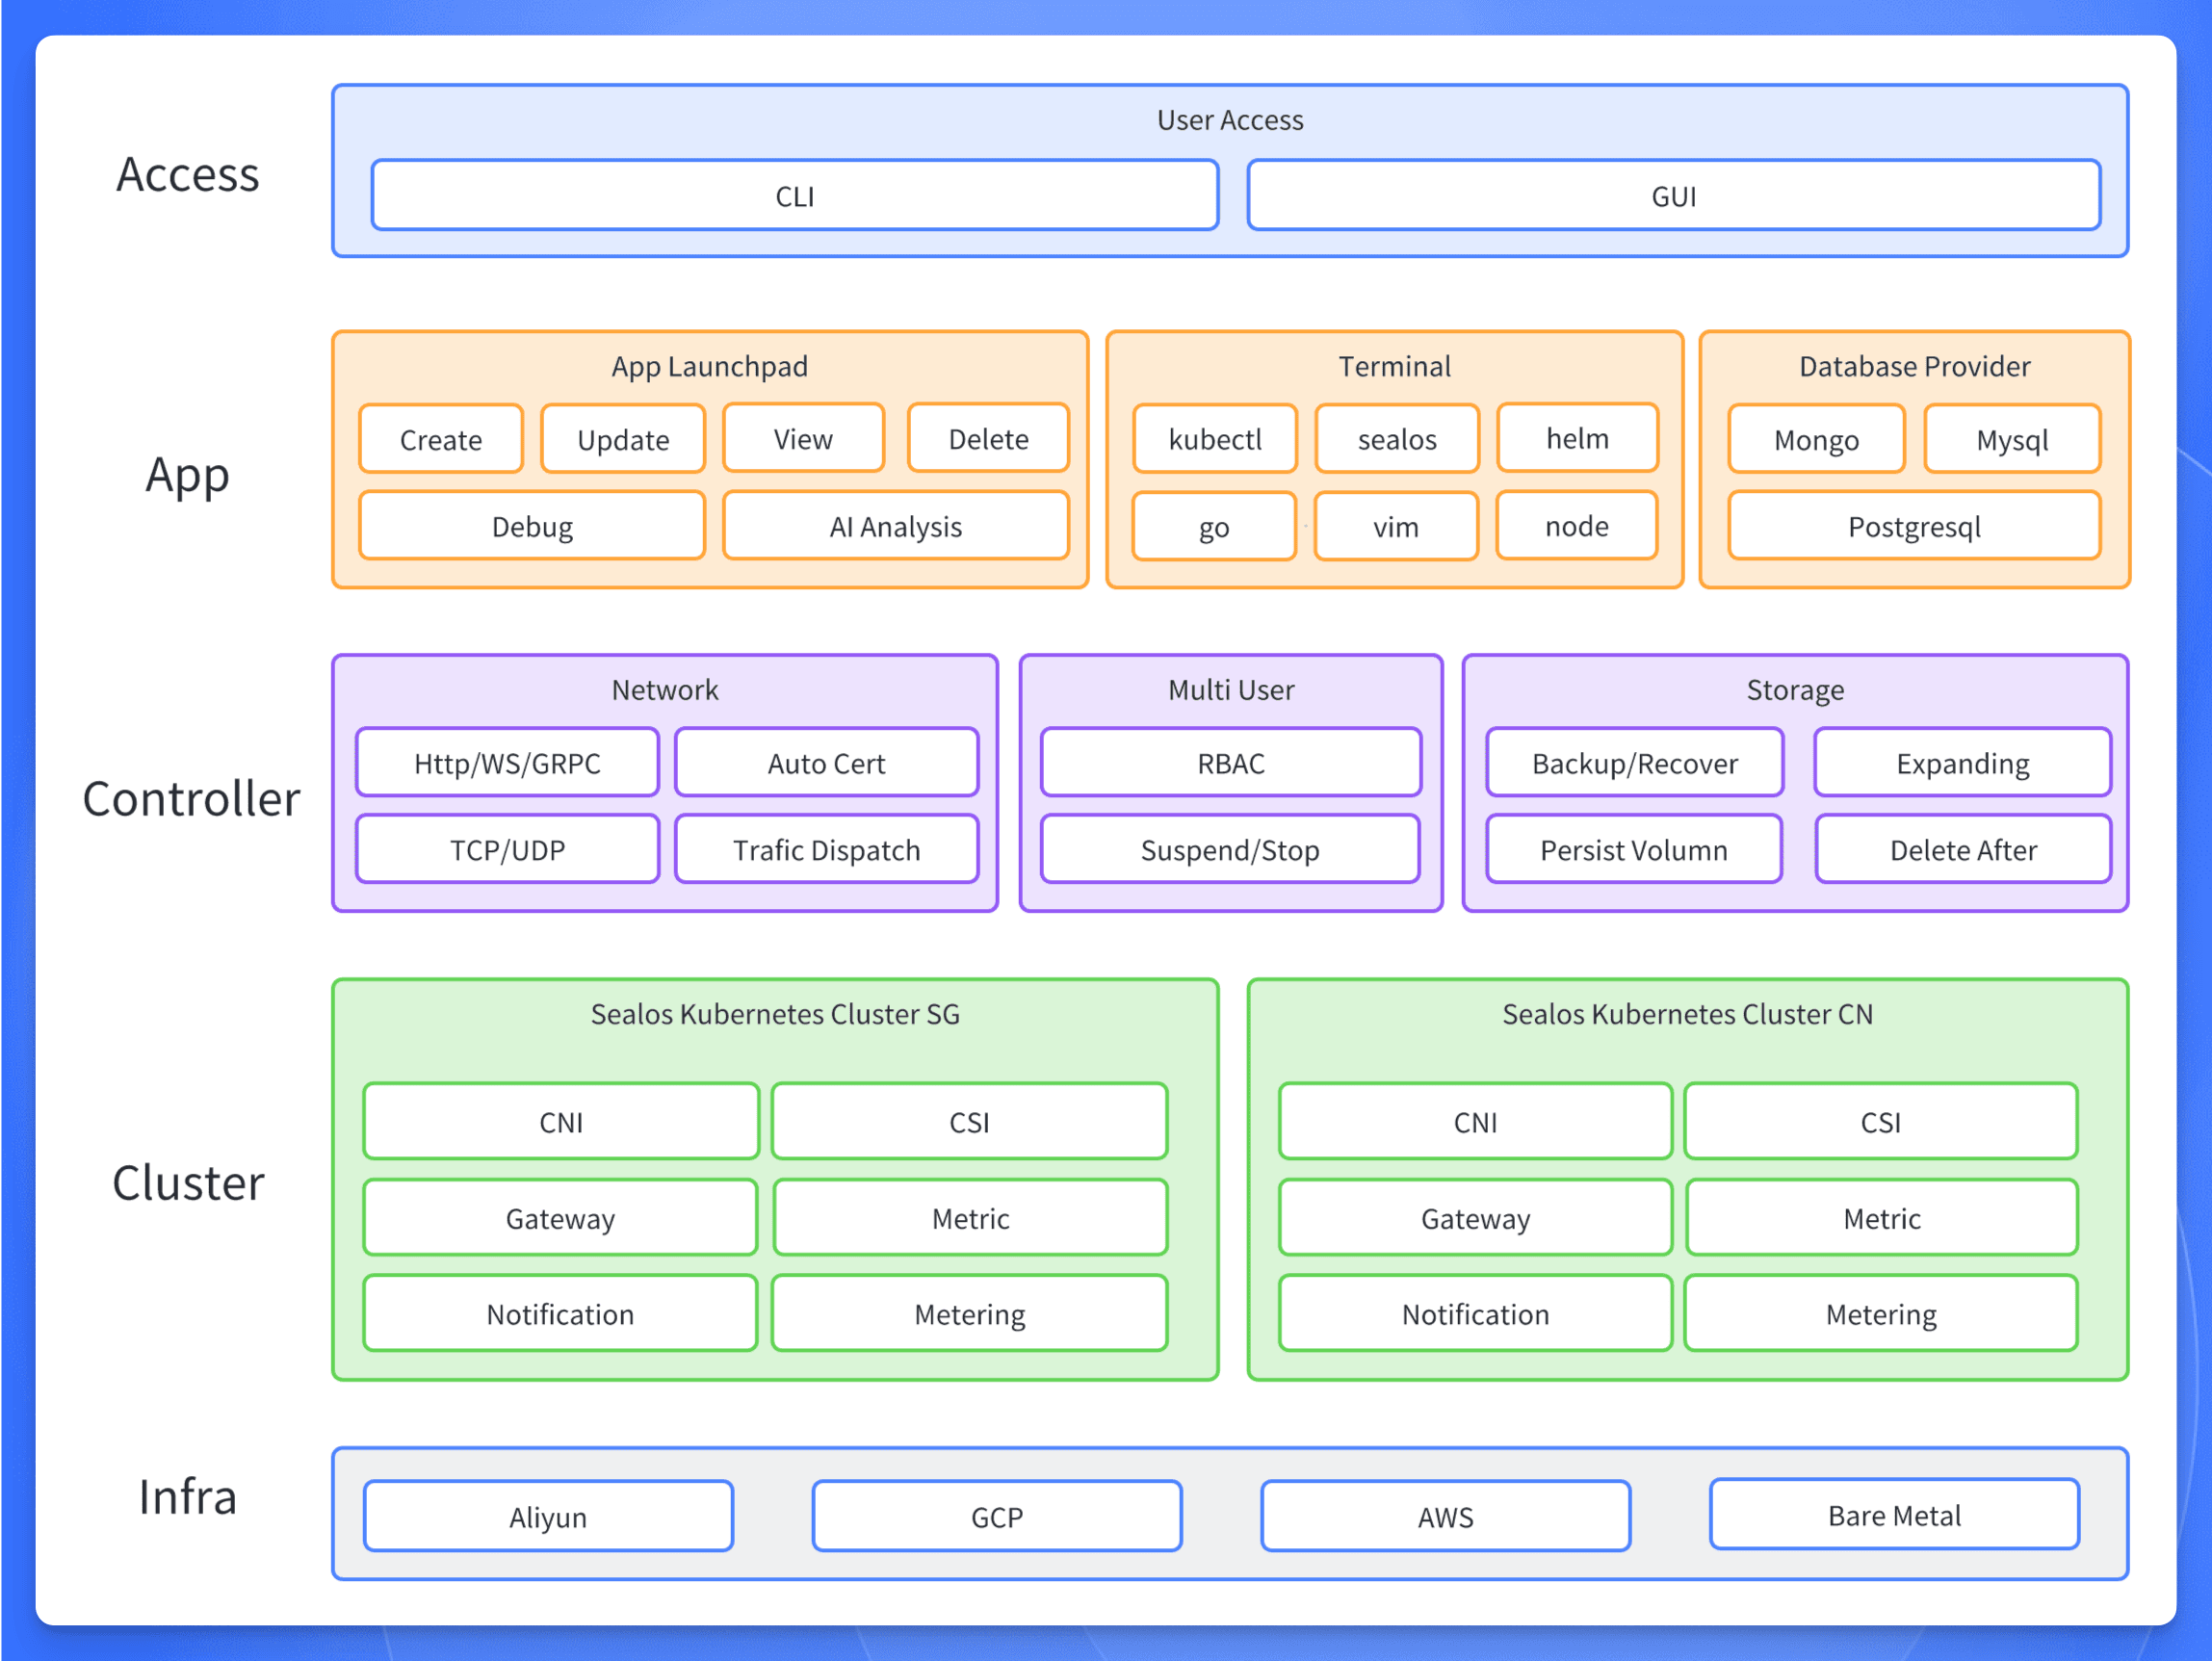 Access
User Access
CLI
GUI
App
App Launchpad
Create
Update
View
Delete
Debug
AI Analysis
Terminal
kubectl
sealos
helm
go
vim
node
Database Provider
Mongo
Mysql
Postgresql
Controller
Network
Http/WS/GRPC
Auto Cert
TCP/UDP
Trafic Dispatch
Multi User
RBAC
Suspend/Stop
Storage
Backup/Recover
Expanding
Persist Volumn
Delete After
Cluster
Sealos Kubernetes Cluster SG
CNI
CSI
Gateway
Metric
Notification
Metering
Sealos Kubernetes Cluster CN
CNI
CSI
Gateway
Metric
Notification
Metering
Infra
Aliyun
GCP
AWS
Bare Metal